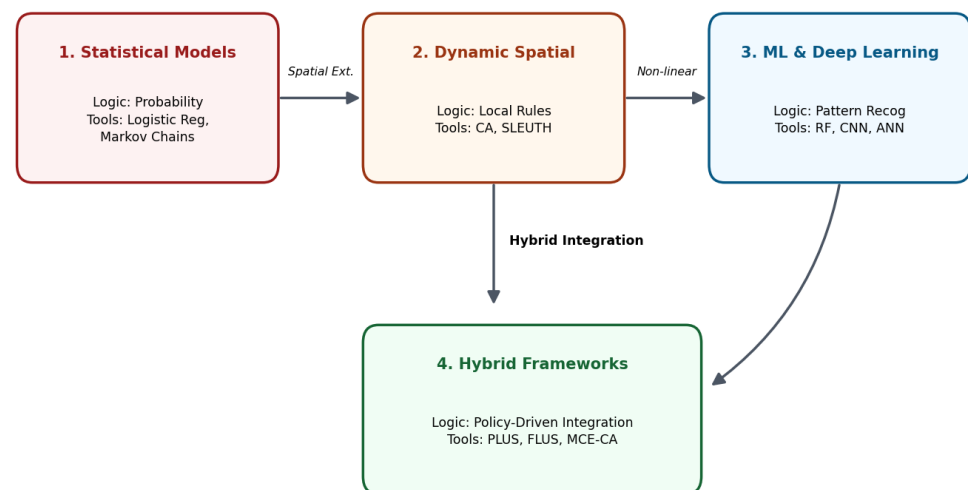 1. Statistical Models
Logic: Probability
Tools: Logistic Reg,
Markov Chains
Spatial Ext.
2. Dynamic Spatial
Logic: Local Rules
Tools: CA, SLEUTH
Non-linear
3. ML & Deep Learning
Logic: Pattern Recog
Tools: RF, CNN, ANN
Hybrid Integration
4. Hybrid Frameworks
Logic: Policy-Driven Integration
Tools: PLUS, FLUS, MCE-CA